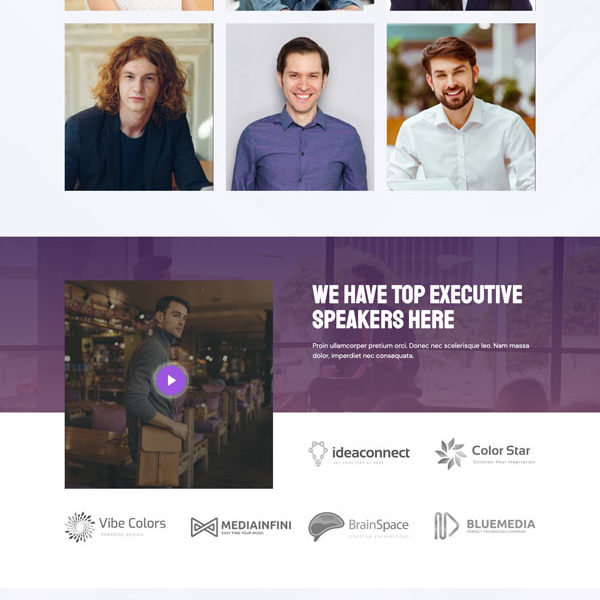 WE HAVE TOP EXECUTIVE
SPEAKERS HERE
Proin ullamcorper pretium orci. Donec nec scelerisque leo. Nam massa
dolor, imperdiet nec consequata.
ideaconnect
Color Star
Solution Your Inspiration
Vibe Colors
PARADISE DESIGN
MEDIAINFINI
EASY FIND YOUR MUSIC
BrainSpace
BLUEMEDIA
PERFECT TECHNOLOGY COMPANY